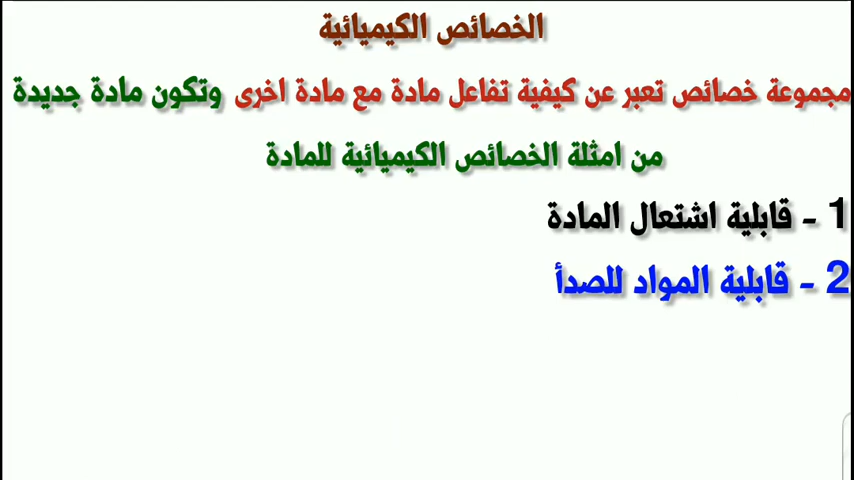 الخصائص الكيميائية
مجموعة خصائص تعبر عن كيفية تفاعل مادة مع مادة اخرى وتكون مادة جديدة
من امثلة الخصائص الكيميائية للمادة
1 - قابلية اشتعال المادة
2 - قابلية المواد للصدأ